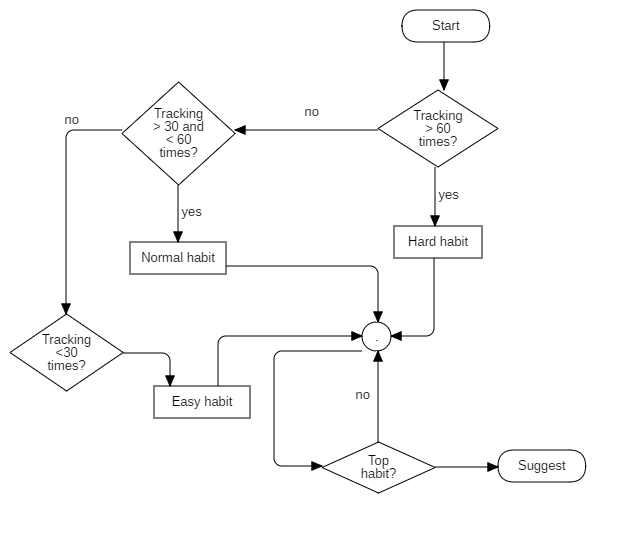 Start
Tracking
> 60
times?
no
Tracking
> 30 and
< 60
times?
no
yes
yes
Hard habit
Normal habit
Tracking
<30
times?
.
Easy habit
no
Top
habit?
Suggest